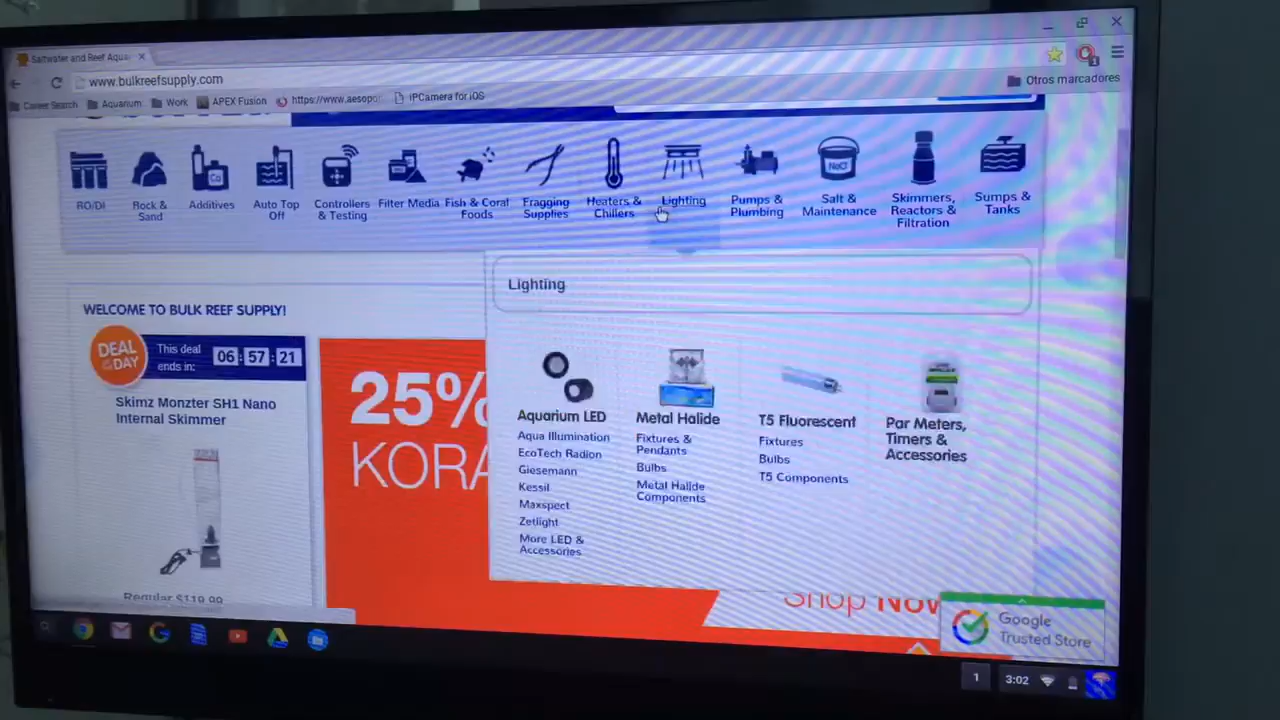 Saltwater and Reef Aqua
www.bulkreefsupply.com
Otros marcadores
Career Search
Aquarium
Work
APEX Fusion
https://www.aesopo
IPCamera for iOS
RO/DI
Rock &
Sand
Additives
Auto Top
Off
Controllers
& Testing
Filter Media
Fish & Coral
Foods
Fragging
Supplies
Heaters &
Chillers
Lighting
Pumps &
Plumbing
NaCl
Salt &
Maintenance
Skimmers,
Reactors &
Filtration
Sumps &
Tanks
Lighting
WELCOME TO BULK REEF SUPPLY!
DEAL
OF THE
DAY
This deal
ends in:
06:57:21
Skimz Monzter SH1 Nano
Internal Skimmer
Regular $119.99
25%
KORA
Aquarium LED
Aqua Illumination
EcoTech Radion
Giesemann
Kessil
Maxspect
Zetlight
More LED &
Accessories
Metal Halide
Fixtures &
Pendants
Bulbs
Metal Halide
Components
T5 Fluorescent
Fixtures
Bulbs
T5 Components
Par Meters,
Timers &
Accessories
Shop Now
Google
Trusted Store
1
3:02